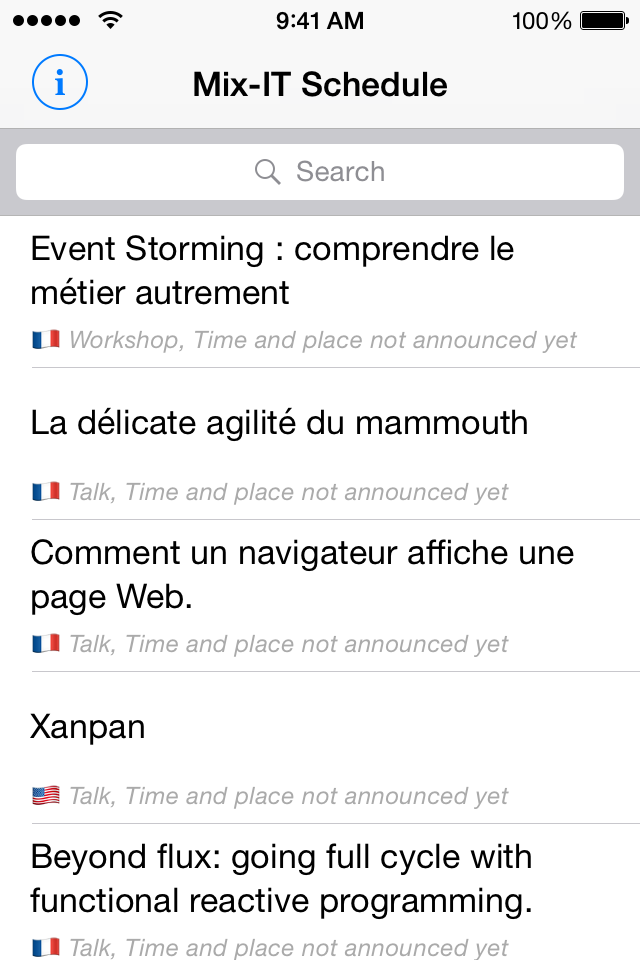 9:41 AM 100%
i Mix-IT Schedule
Search
Event Storming : comprendre le
métier autrement
Workshop, Time and place not announced yet
La délicate agilité du mammouth
Talk, Time and place not announced yet
Comment un navigateur affiche une
page Web.
Talk, Time and place not announced yet
Xanpan
Talk, Time and place not announced yet
Beyond flux: going full cycle with
functional reactive programming.
Talk, Time and place not announced yet